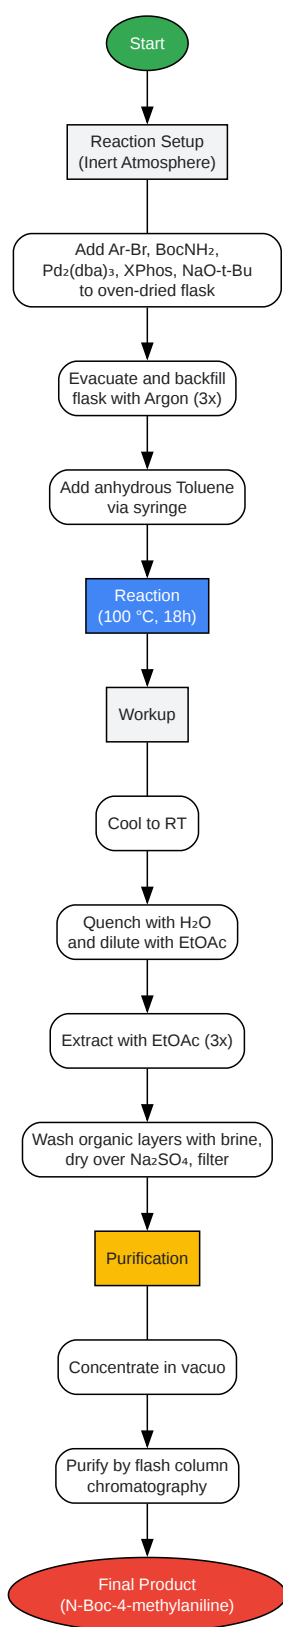 Start
Reaction Setup
(Inert Atmosphere)
Add Ar-Br, BocNH₂,
Pd₂(dba)₃, XPhos, NaO-t-Bu
to oven-dried flask
Evacuate and backfill
flask with Argon (3x)
Add anhydrous Toluene
via syringe
Reaction
(100 °C, 18h)
Workup
Cool to RT
Quench with H₂O
and dilute with EtOAc
Extract with EtOAc (3x)
Wash organic layers with brine,
dry over Na₂SO₄, filter
Purification
Concentrate in vacuo
Purify by flash column
chromatography
Final Product
(N-Boc-4-methylaniline)